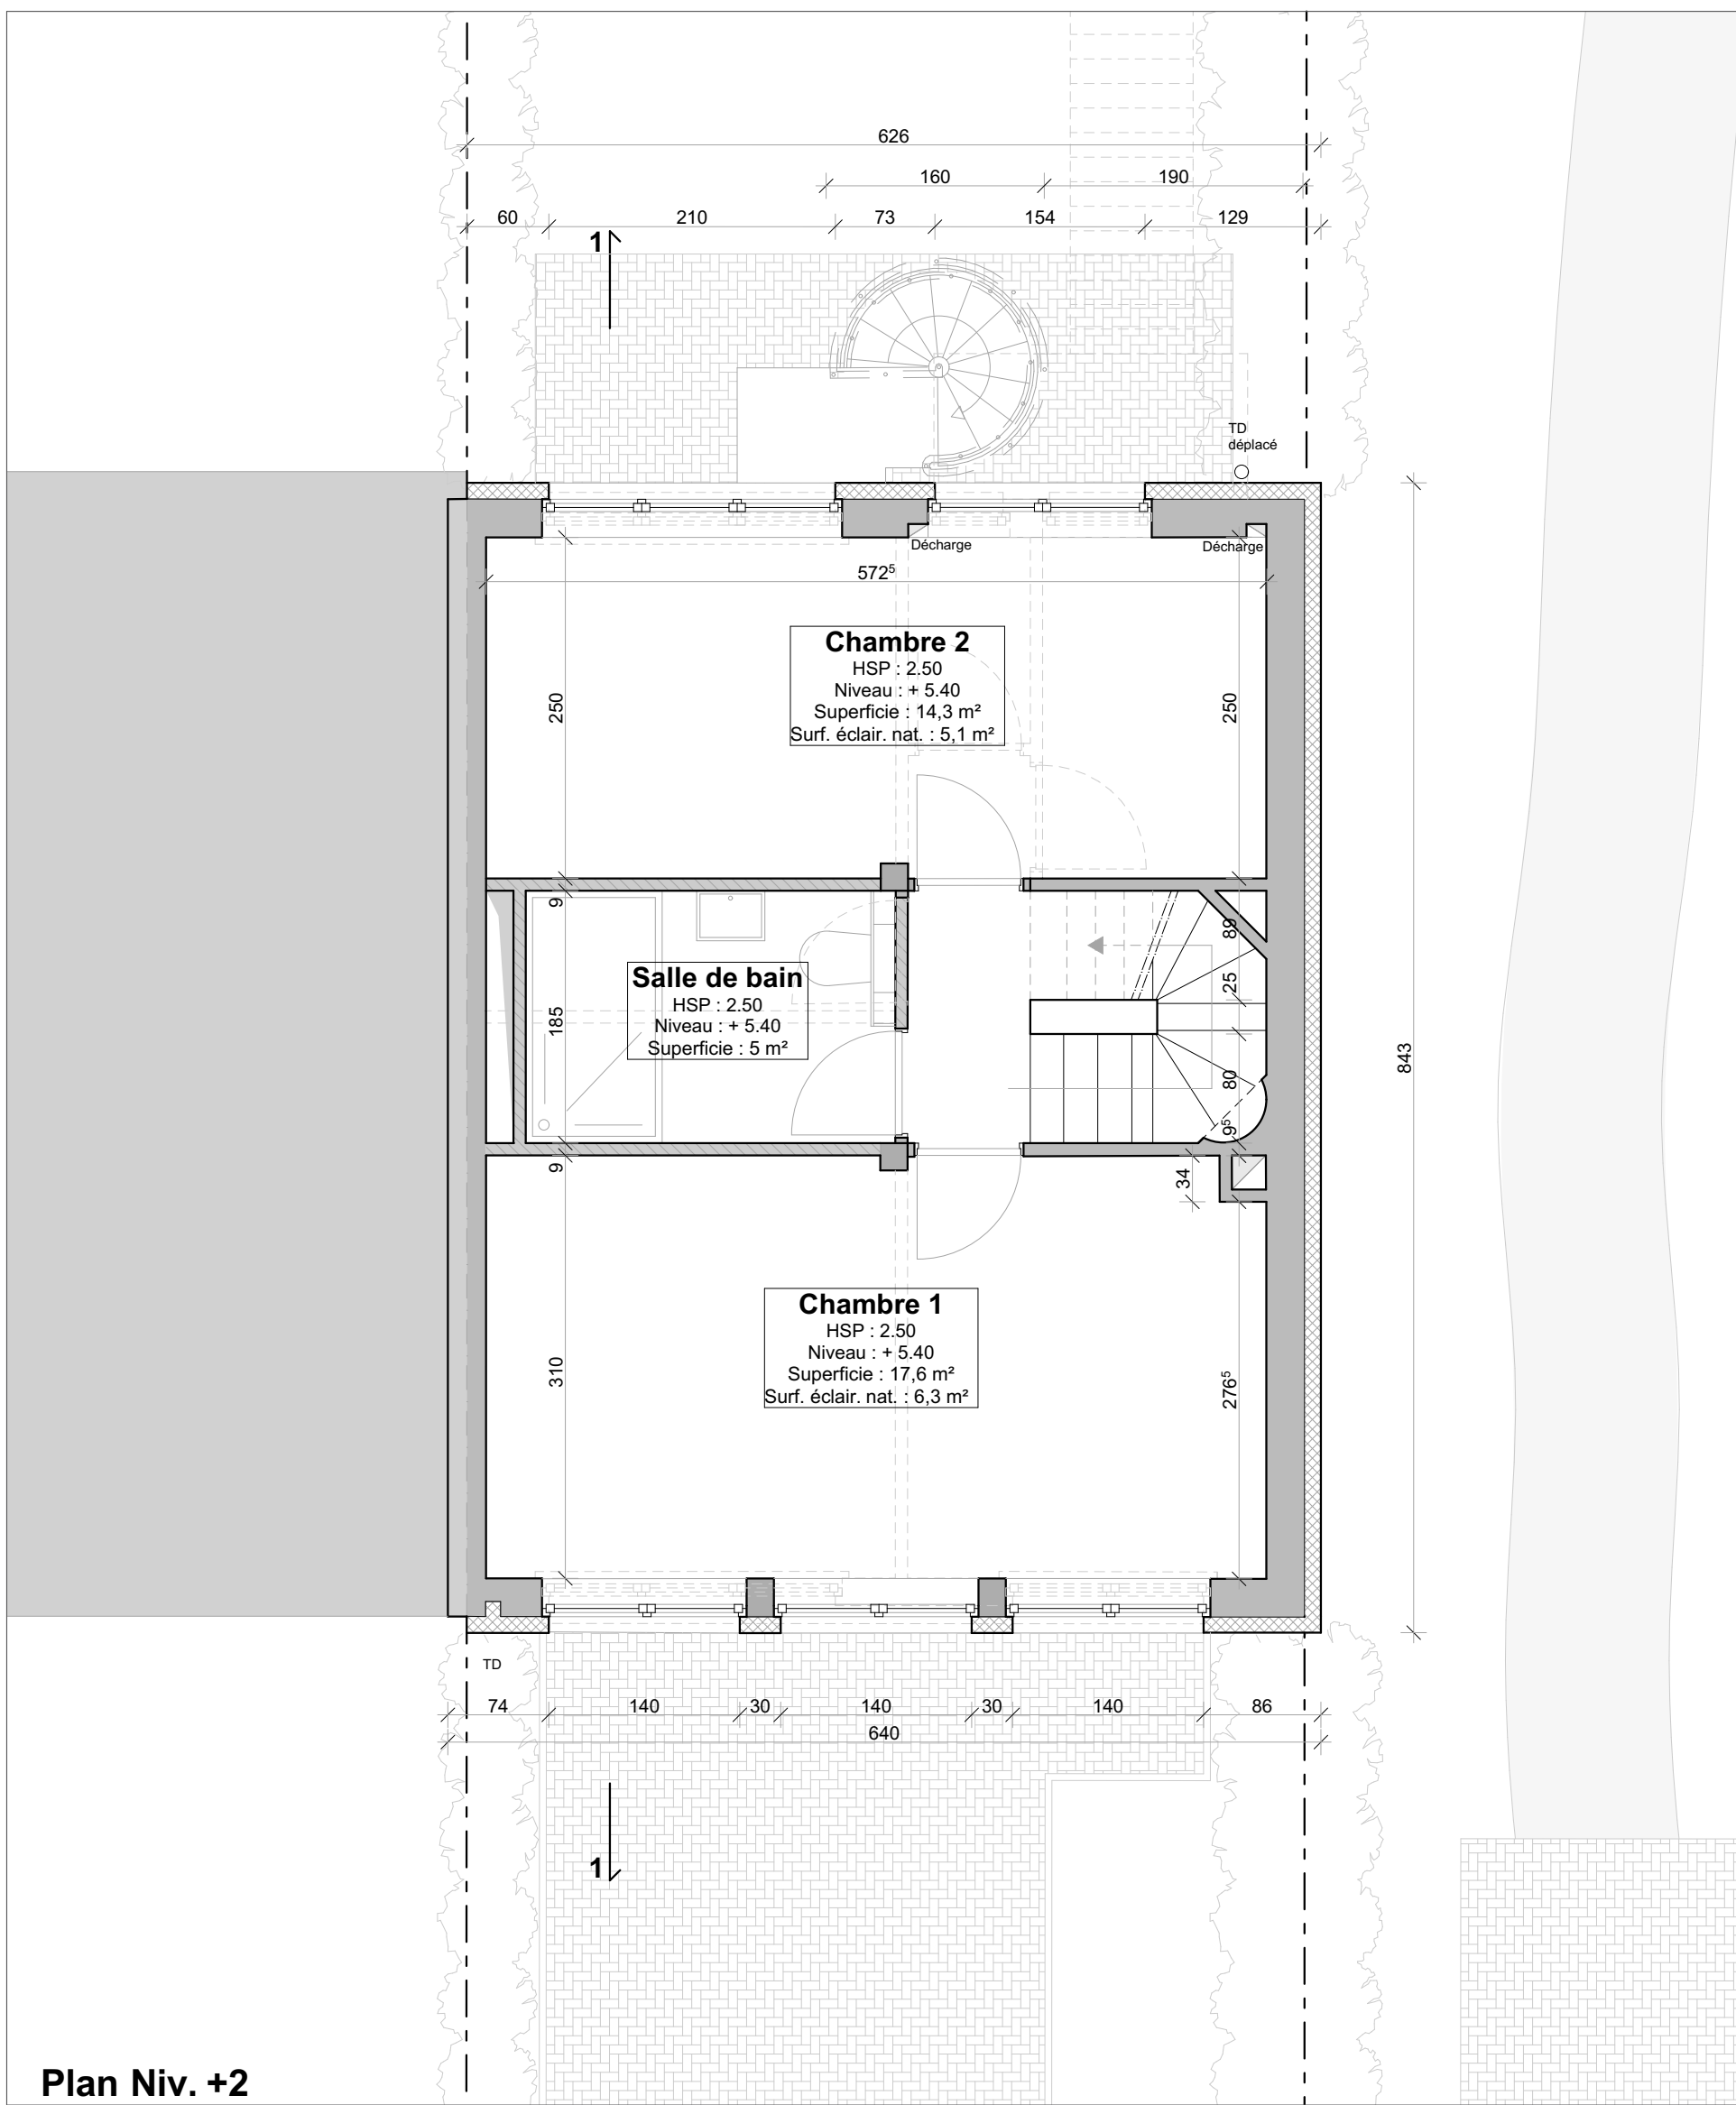 626
160
190
60
210
73
154
129
1
TD
déplacé
Décharge
Décharge
572⁵
Chambre 2
HSP : 2.50
Niveau : + 5.40
Superficie : 14,3 m²
Surf. éclair. nat. : 5,1 m²
250
250
9
89
Salle de bain
HSP : 2.50
Niveau : + 5.40
Superficie : 5 m²
185
25
843
80
9⁵
9
34
Chambre 1
HSP : 2.50
Niveau : + 5.40
Superficie : 17,6 m²
Surf. éclair. nat. : 6,3 m²
310
276⁵
TD
74
140
30
140
30
140
86
640
1
Plan Niv. +2